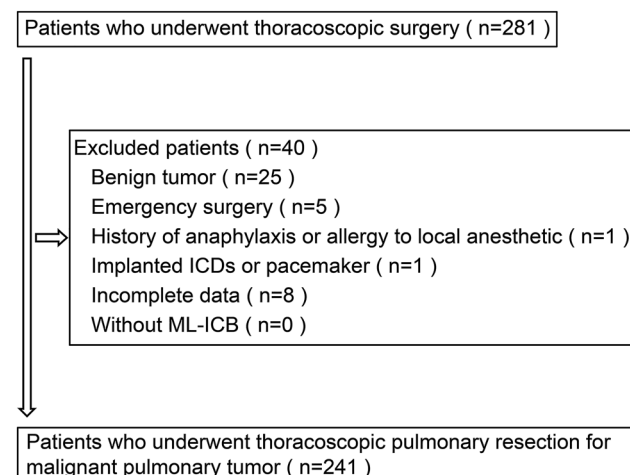 Patients who underwent thoracoscopic surgery ( n=281 )
Excluded patients ( n=40 )
Benign tumor ( n=25 )
Emergency surgery ( n=5 )
History of anaphylaxis or allergy to local anesthetic ( n=1 )
Implanted ICDs or pacemaker ( n=1 )
Incomplete data ( n=8 )
Without ML-ICB ( n=0 )
Patients who underwent thoracoscopic pulmonary resection for
malignant pulmonary tumor ( n=241 )